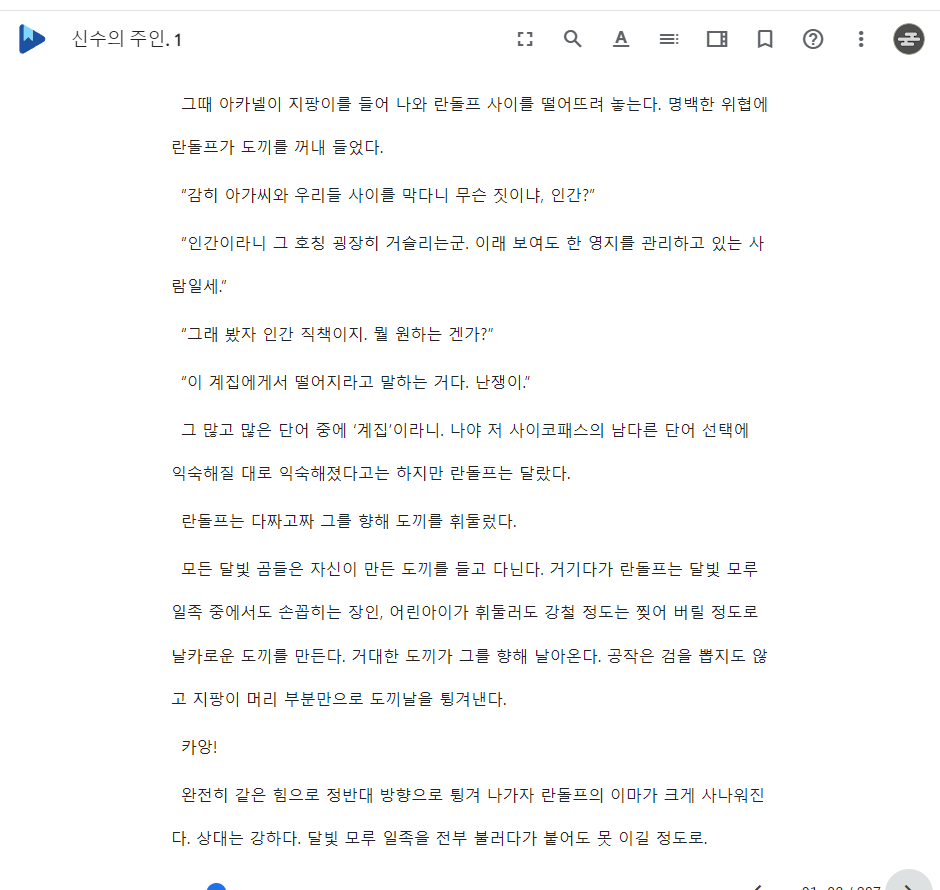 신수의 주인. 1
그때 아카넬이 지팡이를 들어 나와 란돌프 사이를 떨어뜨려 놓는다. 명백한 위협에
란돌프가 도끼를 꺼내 들었다.
“감히 아가씨와 우리들 사이를 막다니 무슨 짓이냐, 인간?”
“인간이라니 그 호칭 굉장히 거슬리는군. 이래 보여도 한 영지를 관리하고 있는 사
람일세.”
“그래 봤자 인간 직책이지. 뭘 원하는 겐가?”
“이 계집에게서 떨어지라고 말하는 거다. 난쟁이.”
그 많고 많은 단어 중에 ‘계집’이라니. 나야 저 사이코패스의 남다른 단어 선택에
익숙해질 대로 익숙해졌다고는 하지만 란돌프는 달랐다.
란돌프는 다짜고짜 그를 향해 도끼를 휘둘렀다.
모든 달빛 곰들은 자신이 만든 도끼를 들고 다닌다. 거기다가 란돌프는 달빛 모루
일족 중에서도 손꼽히는 장인, 어린아이가 휘둘러도 강철 정도는 찢어 버릴 정도로
날카로운 도끼를 만든다. 거대한 도끼가 그를 향해 날아온다. 공작은 검을 뽑지도 않
고 지팡이 머리 부분만으로 도끼날을 튕겨낸다.
카앙!
완전히 같은 힘으로 정반대 방향으로 튕겨 나가자 란돌프의 이마가 크게 사나워진
다. 상대는 강하다. 달빛 모루 일족을 전부 불러다가 붙어도 못 이길 정도로.